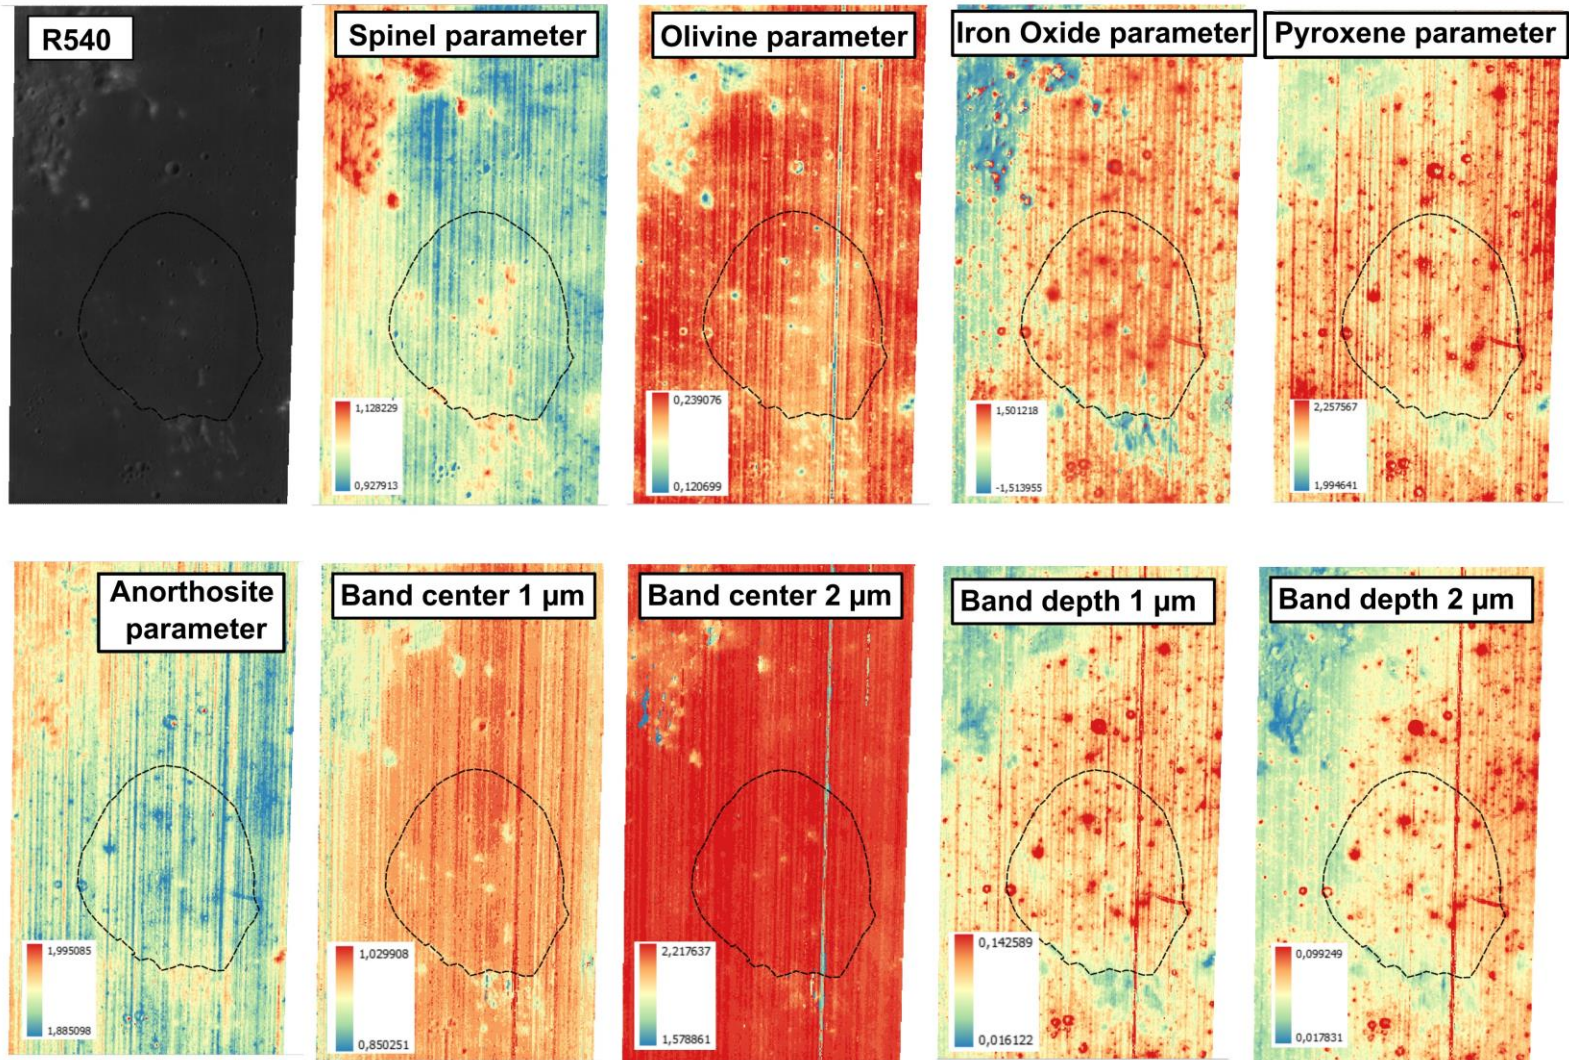 R540
Spinel parameter
Olivine parameter
Iron Oxide parameter
Pyroxene parameter
1,128229
0,927913
0,239076
0,120699
1,501218
-1,513955
2,257567
1,994641
Anorthosite
parameter
Band center 1 µm
Band center 2 µm
Band depth 1 µm
Band depth 2 µm
1,995085
1,885098
1,029908
0,850251
2,217637
1,578861
0,142589
0,016122
0,099249
0,017831